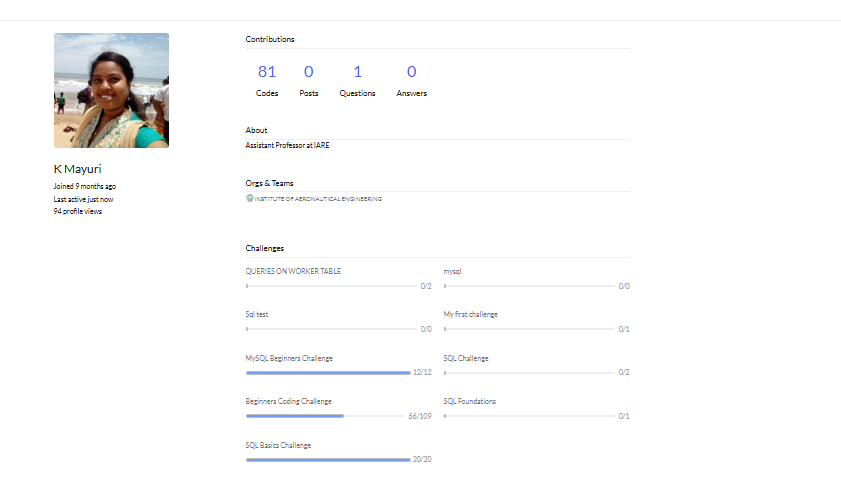 Contributions
81 0 1 0
Codes Posts Questions Answers
About
Assistant Professor at IARE
K Mayuri
Joined 9 months ago
Last active just now
94 profile views
Orgs & Teams
INSTITUTE OF AERONAUTICAL ENGINEERING
Challenges
QUERIES ON WORKER TABLE
0/2
mysql
0/0
Sql test
0/0
My first challenge
0/1
MySQL Beginners Challenge
12/12
SQL Challenge
0/2
Beginners Coding Challenge
66/109
SQL Foundations
0/1
SQL Basics Challenge
20/20